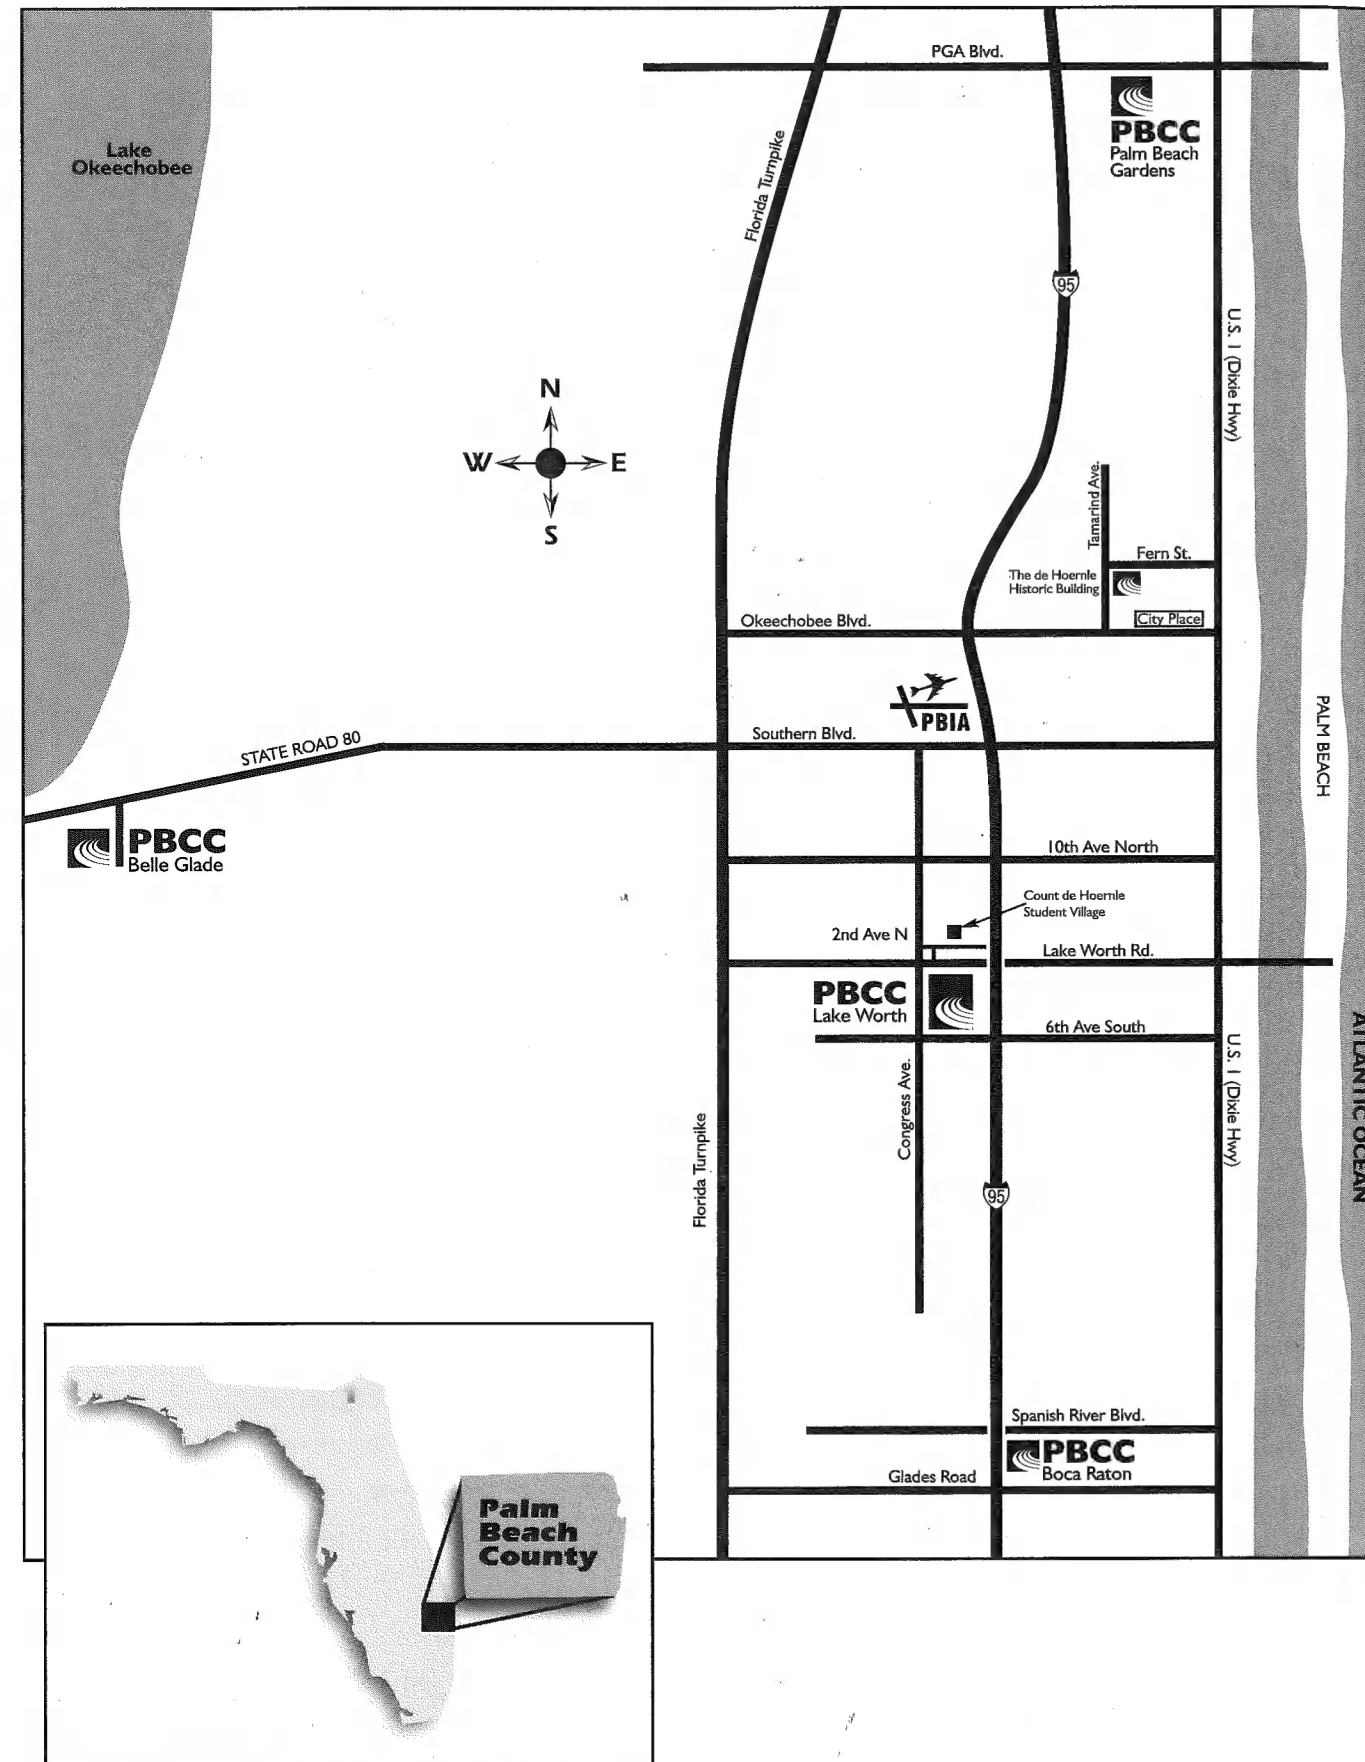 PGA Blvd.
PBCC
Palm Beach
Gardens
Lake
Okeechobee
Florida Turnpike
95
U.S. 1 (Dixie Hwy)
N
W
E
S
Tamarind Ave.
Fern St.
The de Hoernle
Historic Building
City Place
Okeechobee Blvd.
PBIA
PALM BEACH
Southern Blvd.
STATE ROAD 80
PBCC
Belle Glade
10th Ave North
Count de Hoernle
Student Village
2nd Ave N
Lake Worth Rd.
PBCC
Lake Worth
6th Ave South
ATLANTIC OCEAN
U.S. 1 (Dixie Hwy)
Congress Ave.
Florida Turnpike
95
Spanish River Blvd.
PBCC
Boca Raton
Glades Road
Palm
Beach
County